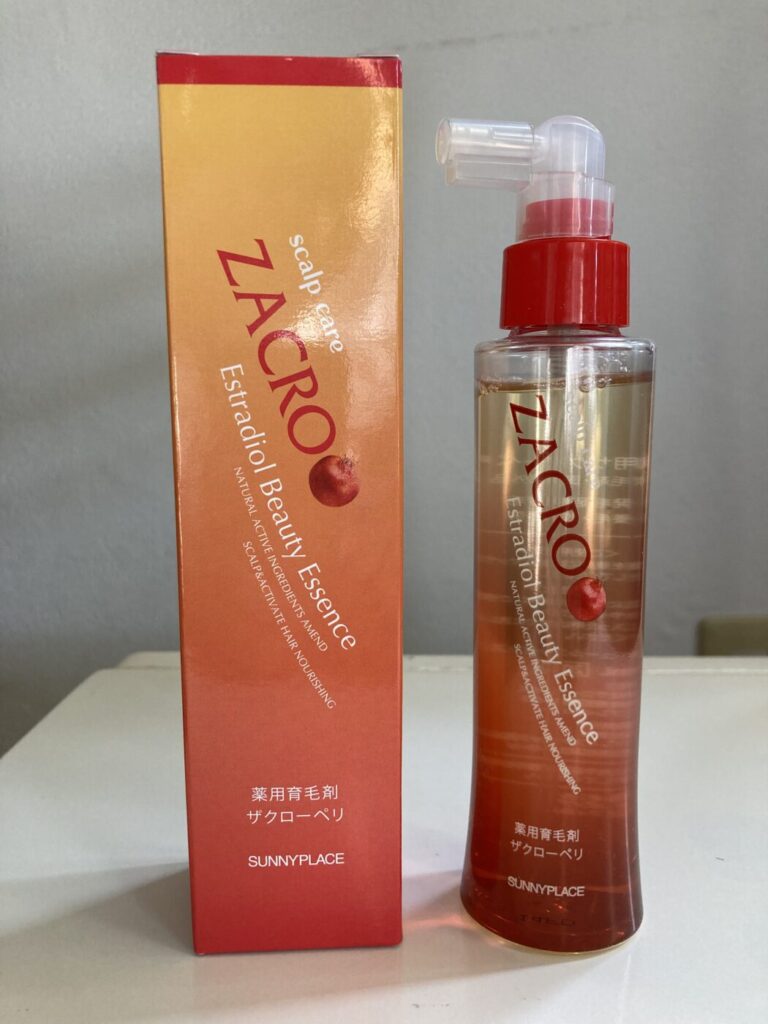 scalp care
ZACRO
Estradiol Beauty Essence
NATURAL ACTIVE INGREDIENTS AMEND
SCALP&ACTIVATE HAIR NOURISHING
薬用育毛剤
ザクローペリ
SUNNYPLACE
ZACRO
Estradiol Beauty Essence
NATURAL ACTIVE INGREDIENTS AMEND
SCALP&ACTIVATE HAIR NOURISHING
薬用育毛剤
ザクローペリ
SUNNYPLACE